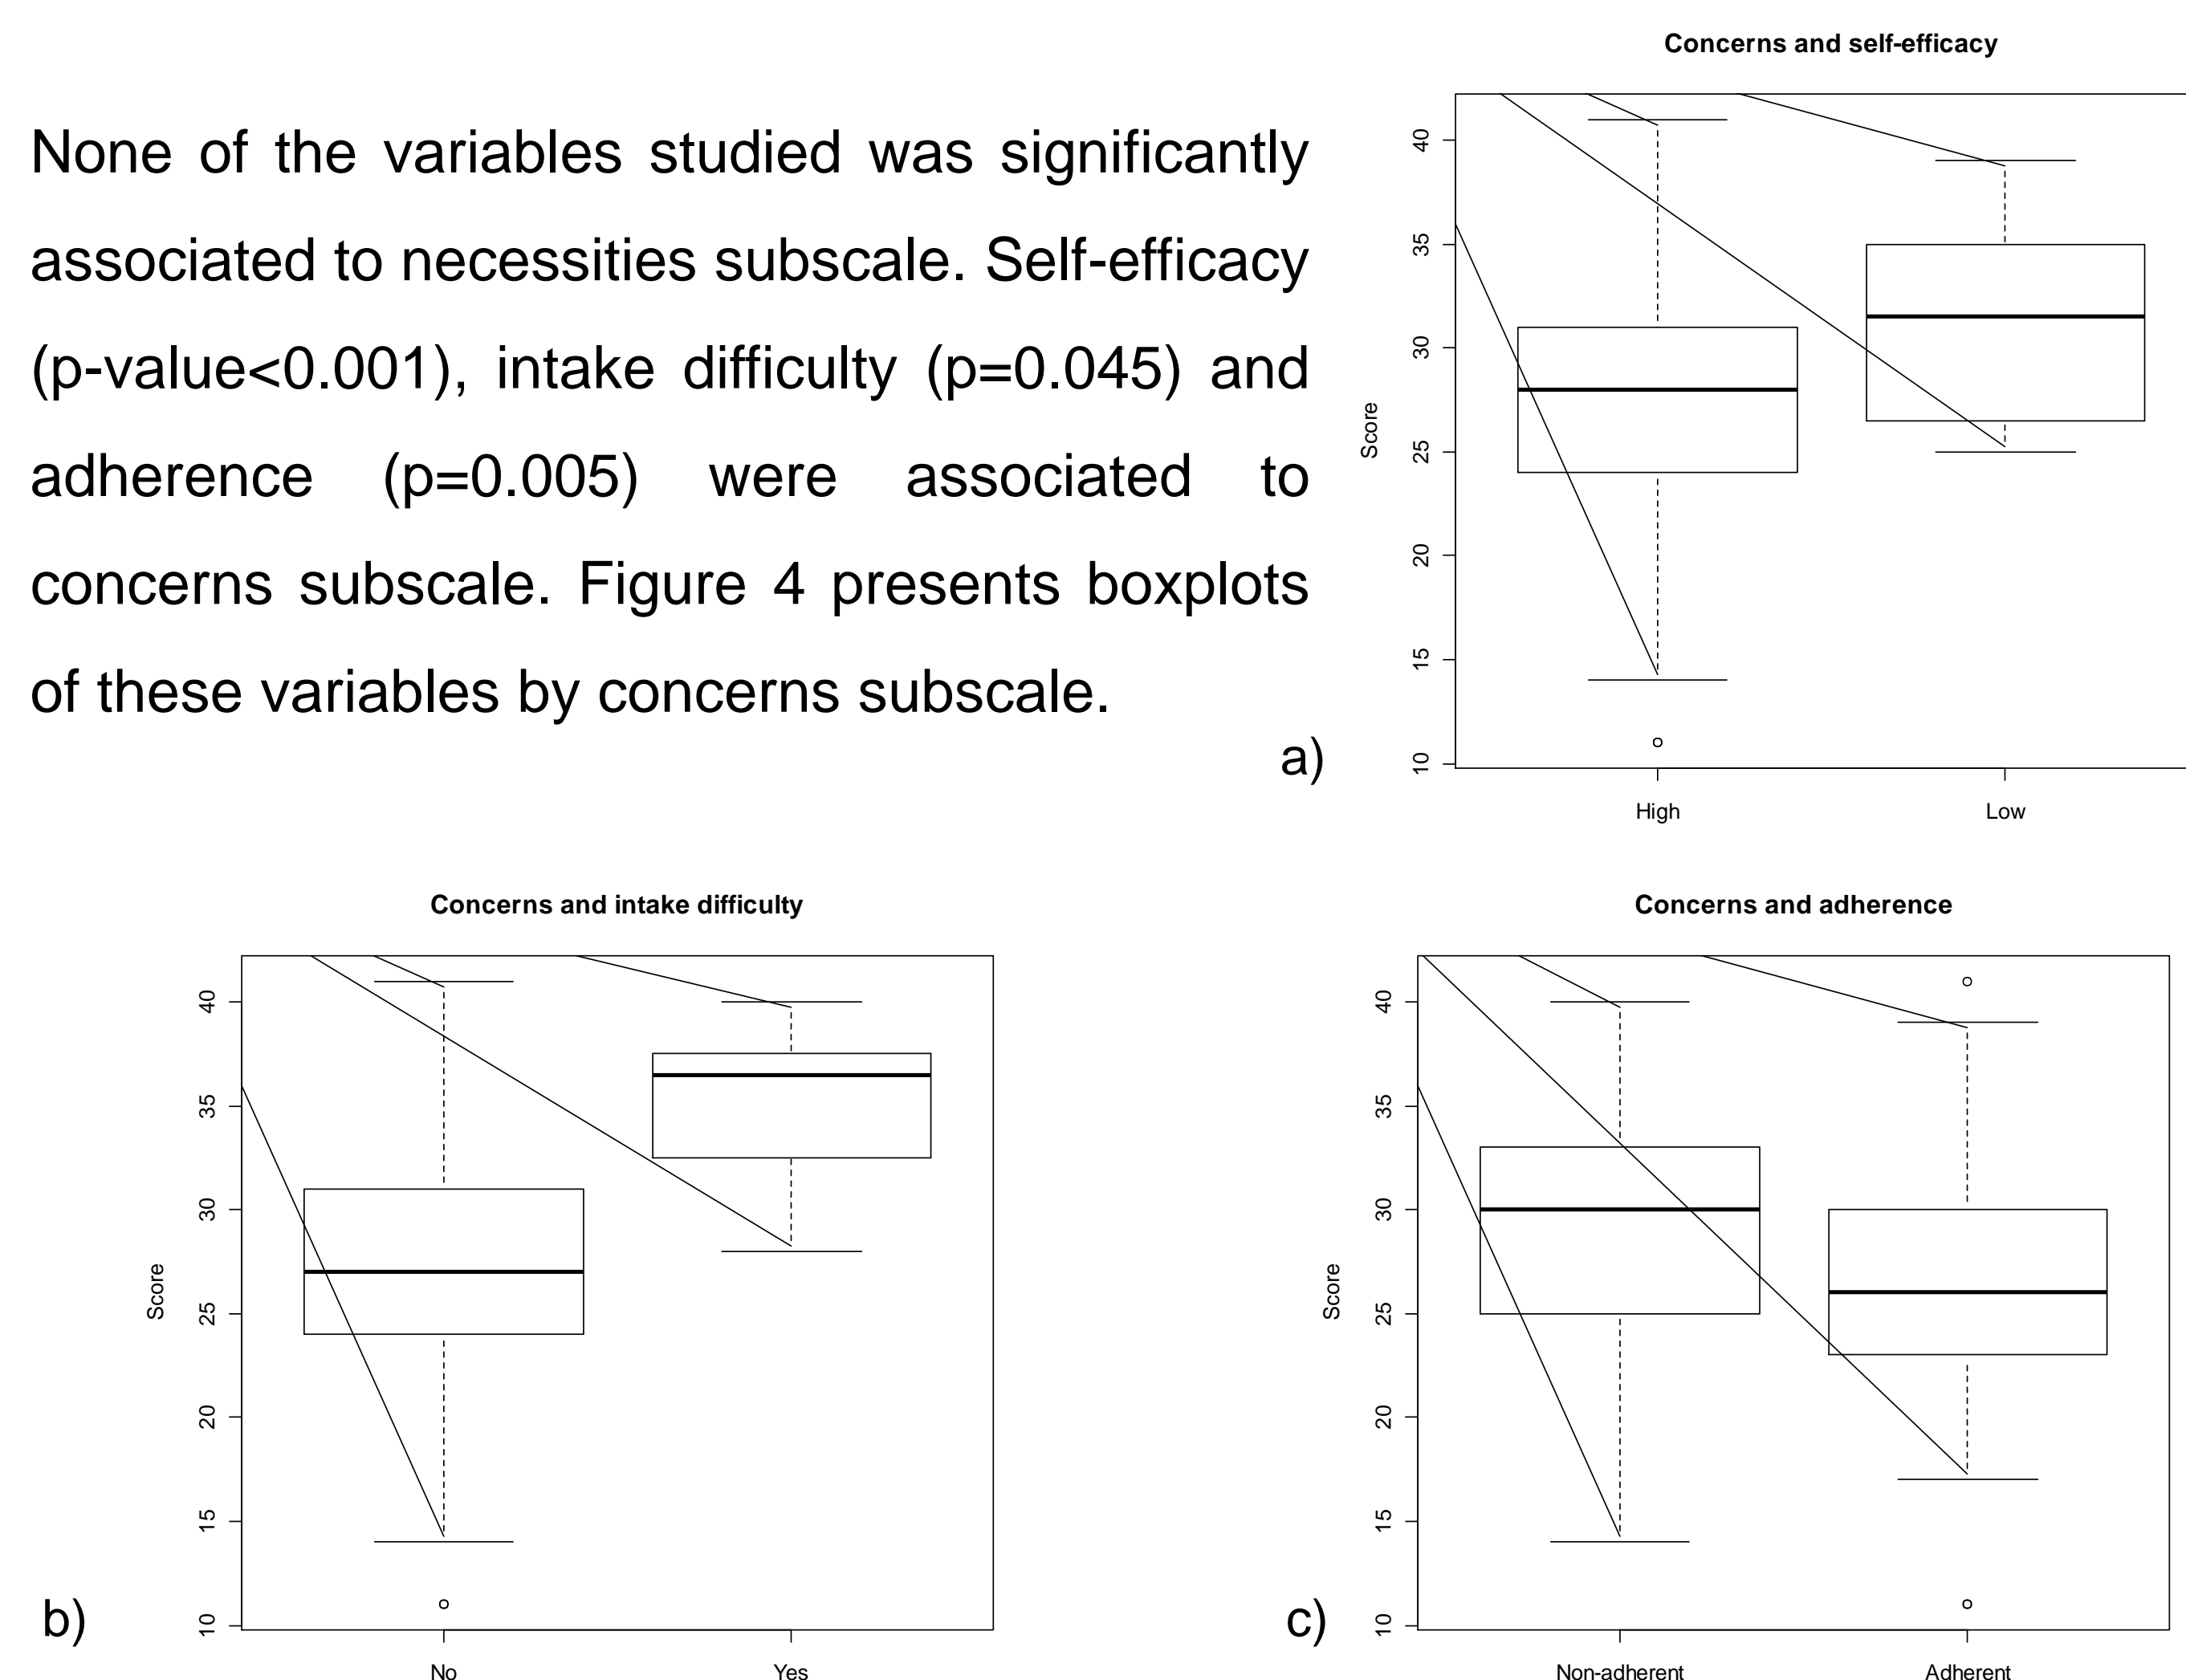 None of the variables studied was significantly
associated to necessities subscale. Self-efficacy
(p-value<0.001), intake difficulty (p=0.045) and
adherence (p=0.005) were associated to
concerns subscale. Figure 4 presents boxplots
of these variables by concerns subscale.
a)
Concerns and self-efficacy
Score
40
35
30
25
20
15
10
High Low
b)
Concerns and intake difficulty
Score
40
35
30
25
20
15
10
No Yes
c)
Concerns and adherence
Score
40
35
30
25
20
15
10
Non-adherent Adherent